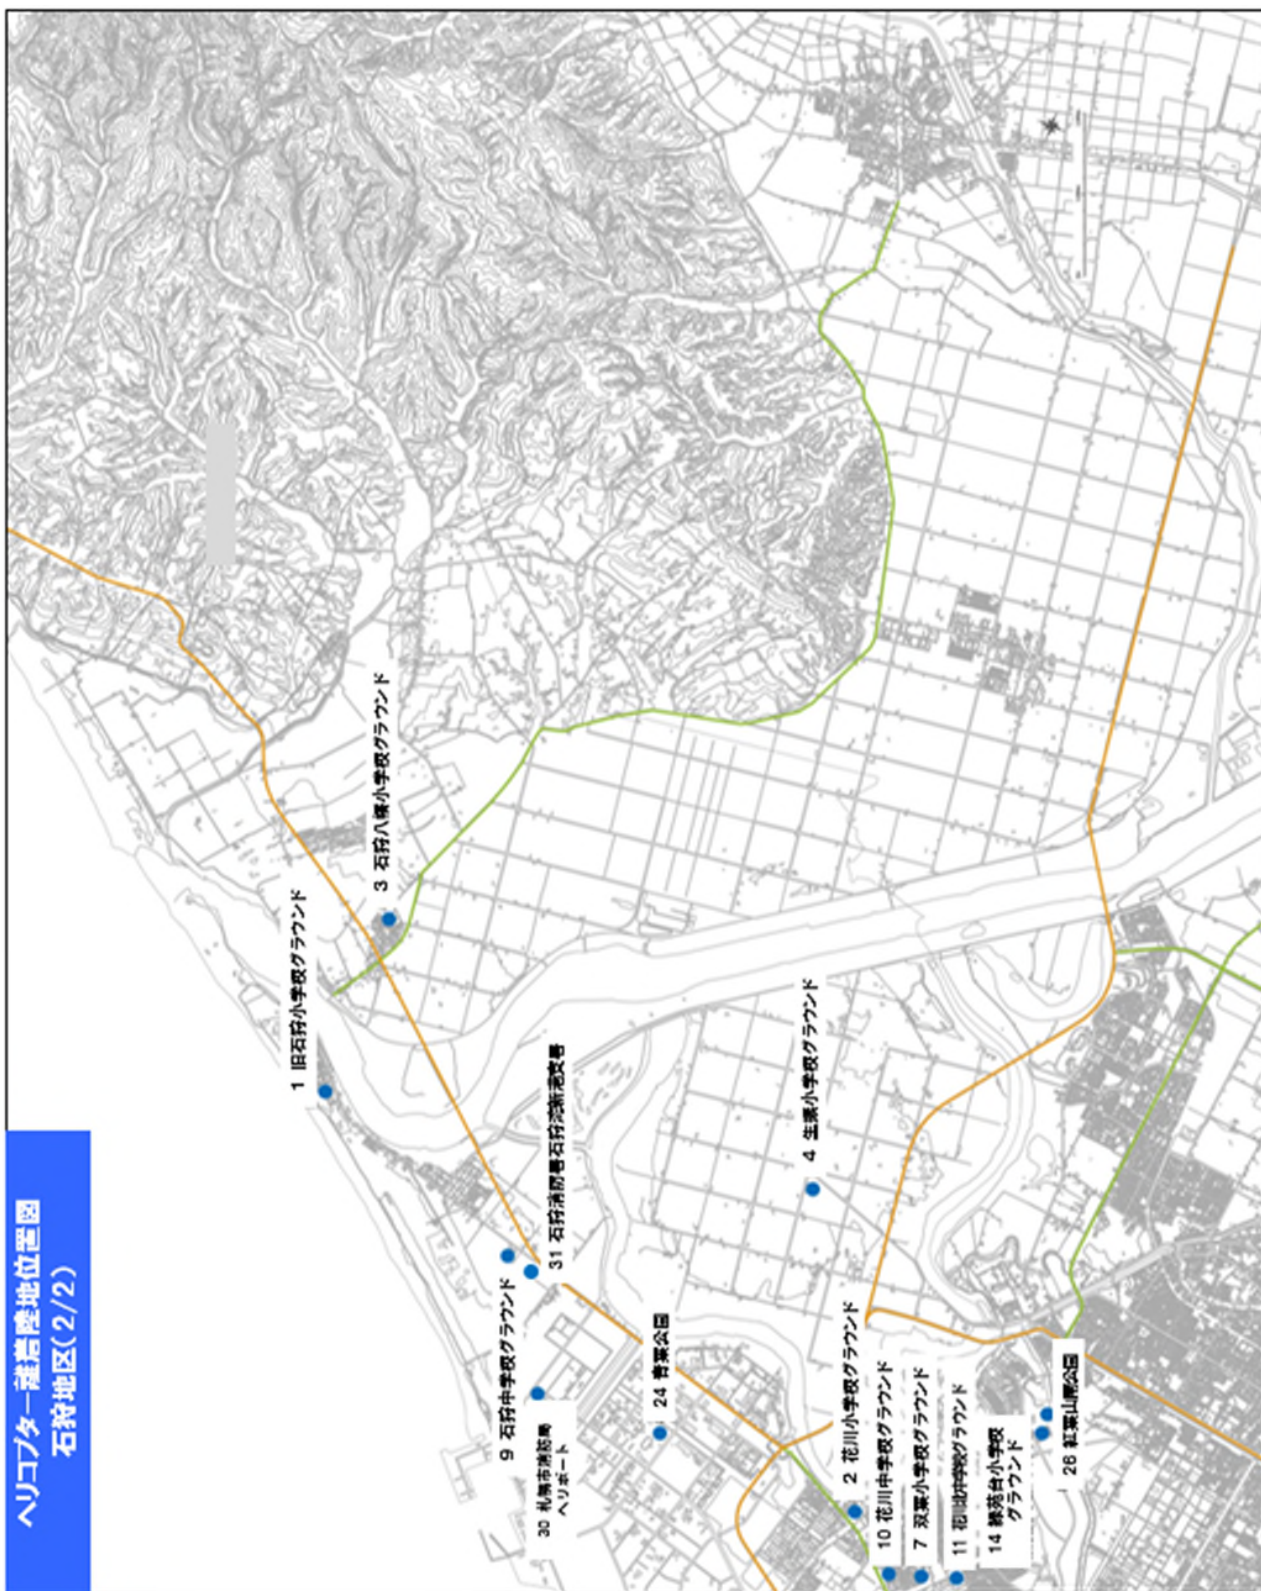 ヘリコプター離着陸地位置図
石狩地区(2/2)
1 旧石狩小学校グラウンド
3 石狩八幡小学校グラウンド
31 石狩消防署石狩湾新港支署
9 石狩中学校グラウンド
30 札幌市消防局
ヘリポート
24 青葉公園
4 生振小学校グラウンド
2 花川小学校グラウンド
10 花川中学校グラウンド
7 双葉小学校グラウンド
11 花川北中学校グラウンド
14 緑苑台小学校
グラウンド
26 紅葉山公園